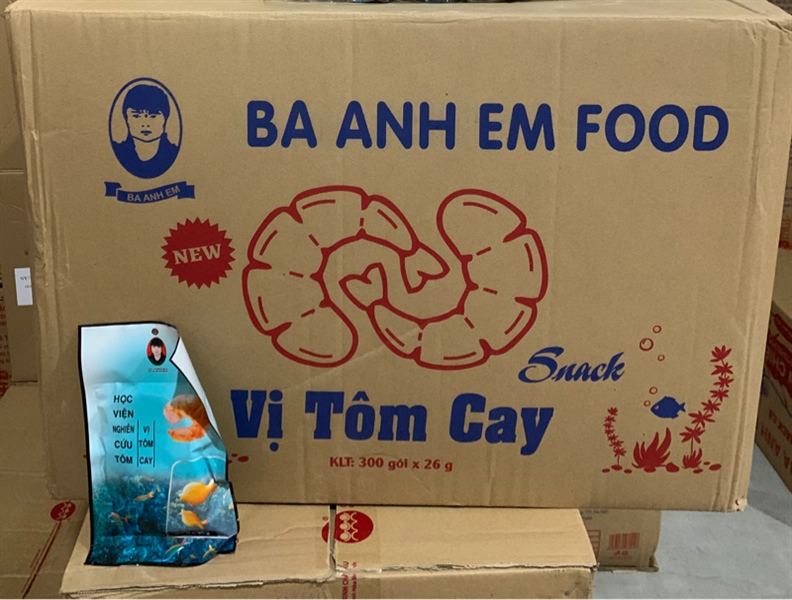 BA ANH EM FOOD
BA ANH EM
NEW
Snack
Vị Tôm Cay
KLT: 300 gói x 26 g
HỌC
VIỆN
NGHIÊN
CỨU
TÔM
VỊ
TÔM
CAY